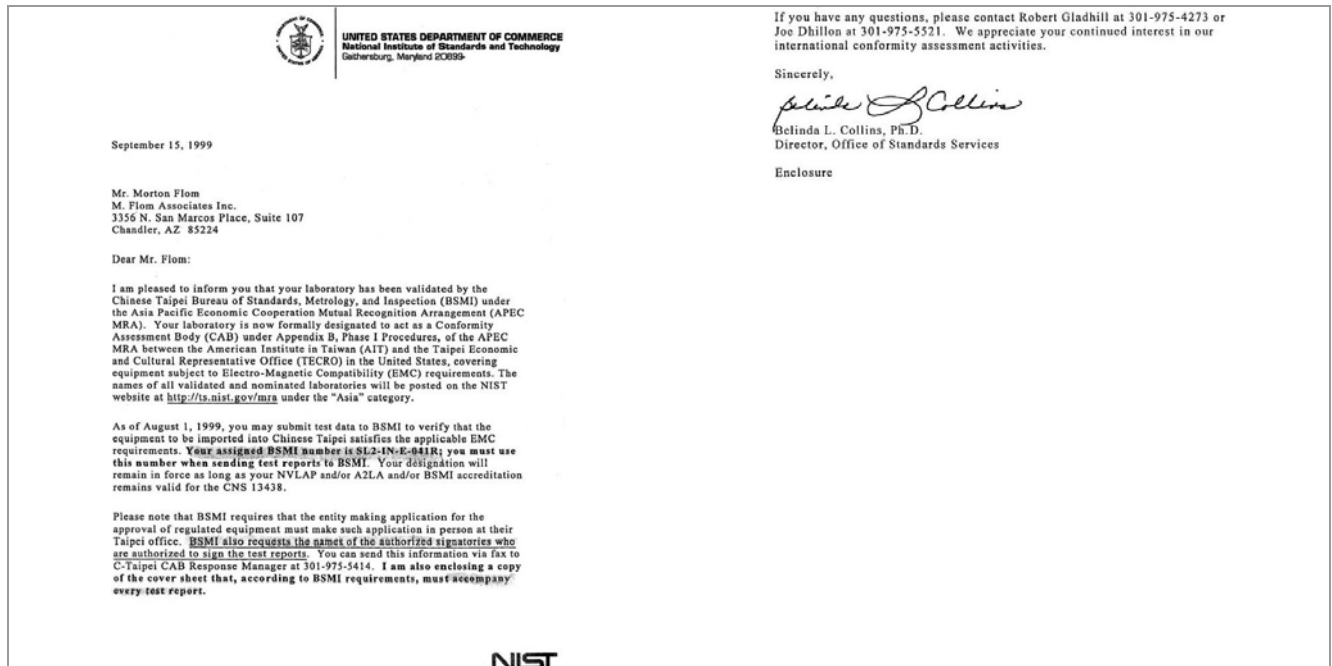 UNITED STATES DEPARTMENT OF COMMERCE
National Institute of Standards and Technology
Gaithersburg, Maryland 20899-
September 15, 1999
Mr. Morton Flom
M. Flom Associates Inc.
3356 N. San Marcos Place, Suite 107
Chandler, AZ 85224
Dear Mr. Flom:
I am pleased to inform you that your laboratory has been validated by the
Chinese Taipei Bureau of Standards, Metrology, and Inspection (BSMI) under
the Asia Pacific Economic Cooperation Mutual Recognition Arrangement (APEC
MRA). Your laboratory is now formally designated to act as a Conformity
Assessment Body (CAB) under Appendix B, Phase I Procedures, of the APEC
MRA between the American Institute in Taiwan (AIT) and the Taipei Economic
and Cultural Representative Office (TECRO) in the United States, covering
equipment subject to Electro-Magnetic Compatibility (EMC) requirements. The
names of all validated and nominated laboratories will be posted on the NIST
website at http://ts.nist.gov/mra under the "Asia" category.
As of August 1, 1999, you may submit test data to BSMI to verify that the
equipment to be imported into Chinese Taipei satisfies the applicable EMC
requirements. Your assigned BSMI number is SL2-IN-E-041R; you must use
this number when sending test reports to BSMI. Your designation will
remain in force as long as your NVLAP and/or A2LA and/or BSMI accreditation
remains valid for the CNS 13438.
Please note that BSMI requires that the entity making application for the
approval of regulated equipment must make such application in person at their
Taipei office. BSMI also requests the names of the authorized signatories who
are authorized to sign the test reports. You can send this information via fax to
C-Taipei CAB Response Manager at 301-975-5414. I am also enclosing a copy
of the cover sheet that, according to BSMI requirements, must accompany
every test report.
NIST
If you have any questions, please contact Robert Gladhill at 301-975-4273 or
Joe Dhillon at 301-975-5521. We appreciate your continued interest in our
international conformity assessment activities.
Sincerely,
Belinda L Collins
Belinda L. Collins, Ph.D.
Director, Office of Standards Services
Enclosure